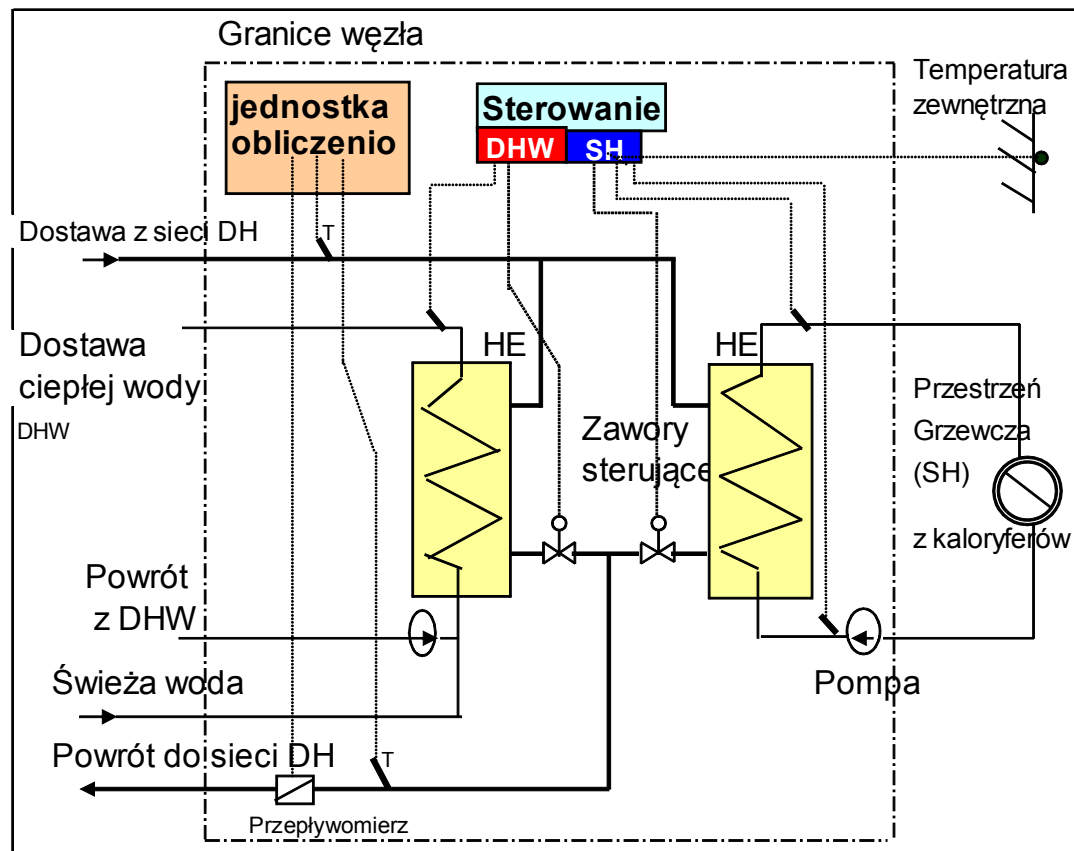 Granice węzła
Temperatura
zewnętrzna
jednostka
obliczenio
Sterowanie
DHW
SH
Dostawa z sieci DH
T
Dostawa
ciepłej wody
DHW
HE
HE
Zawory
sterujące
Przestrzeń
Grzewcza
(SH)
z kaloryferów
Powrót
z DHW
Świeża woda
Pompa
Powrót do sieci DH
T
Przepływomierz